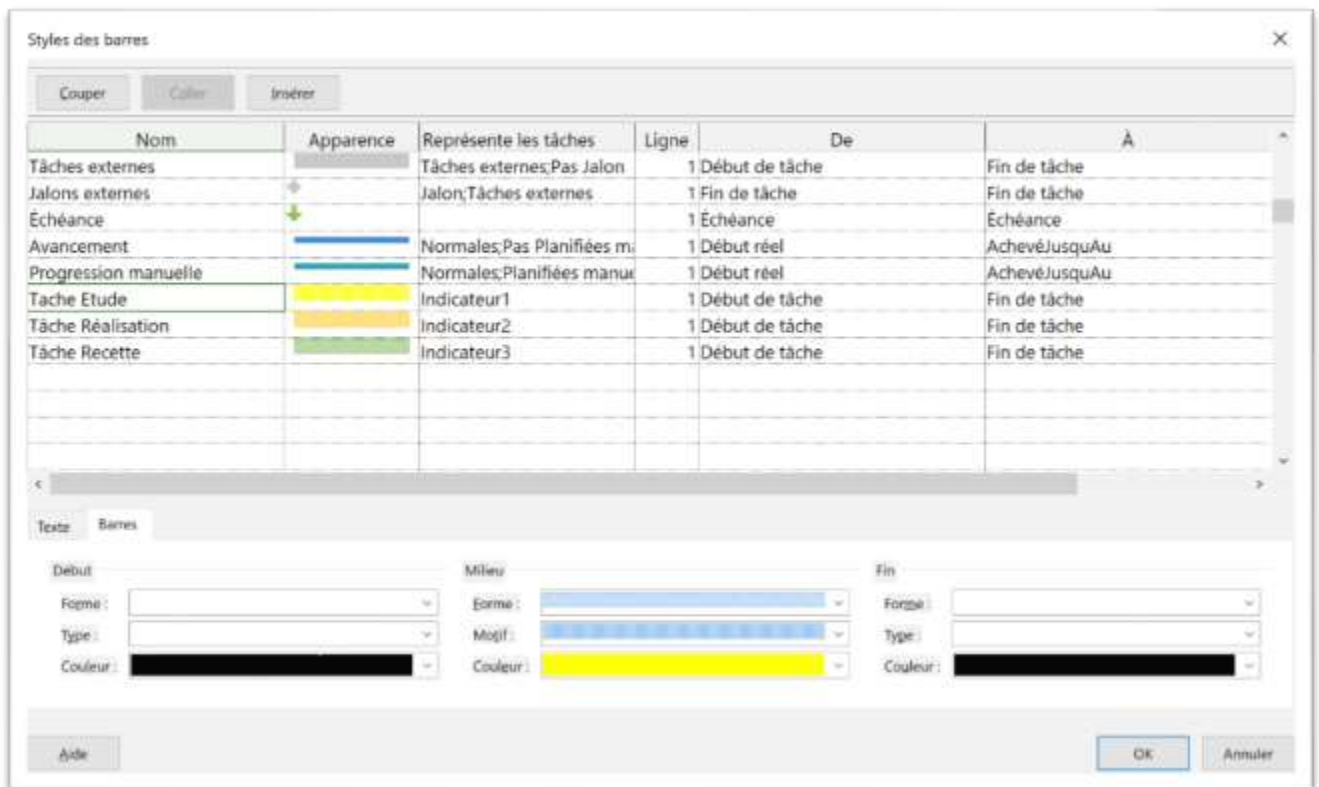 Styles des barres
Couper Coller Insérer
Nom Apparence Représente les tâches Ligne De À
Tâches externes Tâches externes;Pas Jalon 1 Début de tâche Fin de tâche
Jalons externes Jalon;Tâches externes 1 Fin de tâche Fin de tâche
Échéance 1 Échéance Échéance
Avancement Normales;Pas Planifiées ma 1 Début réel AchevéJusquAu
Progression manuelle Normales;Planifiées manue 1 Début réel AchevéJusquAu
Tache Etude Indicateur1 1 Début de tâche Fin de tâche
Tâche Réalisation Indicateur2 1 Début de tâche Fin de tâche
Tâche Recette Indicateur3 1 Début de tâche Fin de tâche
Texte Barres
Début Milieu Fin
Forme : Forme : Forme :
Type : Motif : Type :
Couleur : Couleur : Couleur :
Aide OK Annuler